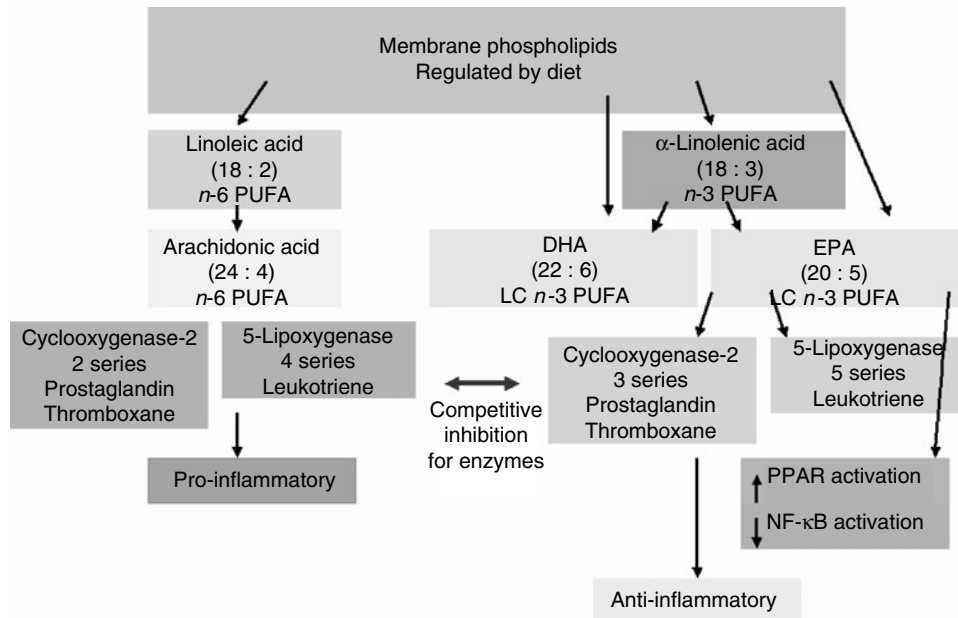 Membrane phospholipids
Regulated by diet
Linoleic acid
(18 : 2)
n-6 PUFA
α-Linolenic acid
(18 : 3)
n-3 PUFA
Arachidonic acid
(24 : 4)
n-6 PUFA
DHA
(22 : 6)
LC n-3 PUFA
EPA
(20 : 5)
LC n-3 PUFA
Cyclooxygenase-2
2 series
Prostaglandin
Thromboxane
5-Lipoxygenase
4 series
Leukotriene
Competitive
inhibition
for enzymes
Cyclooxygenase-2
3 series
Prostaglandin
Thromboxane
5-Lipoxygenase
5 series
Leukotriene
Pro-inflammatory
PPAR activation
NF-κB activation
Anti-inflammatory